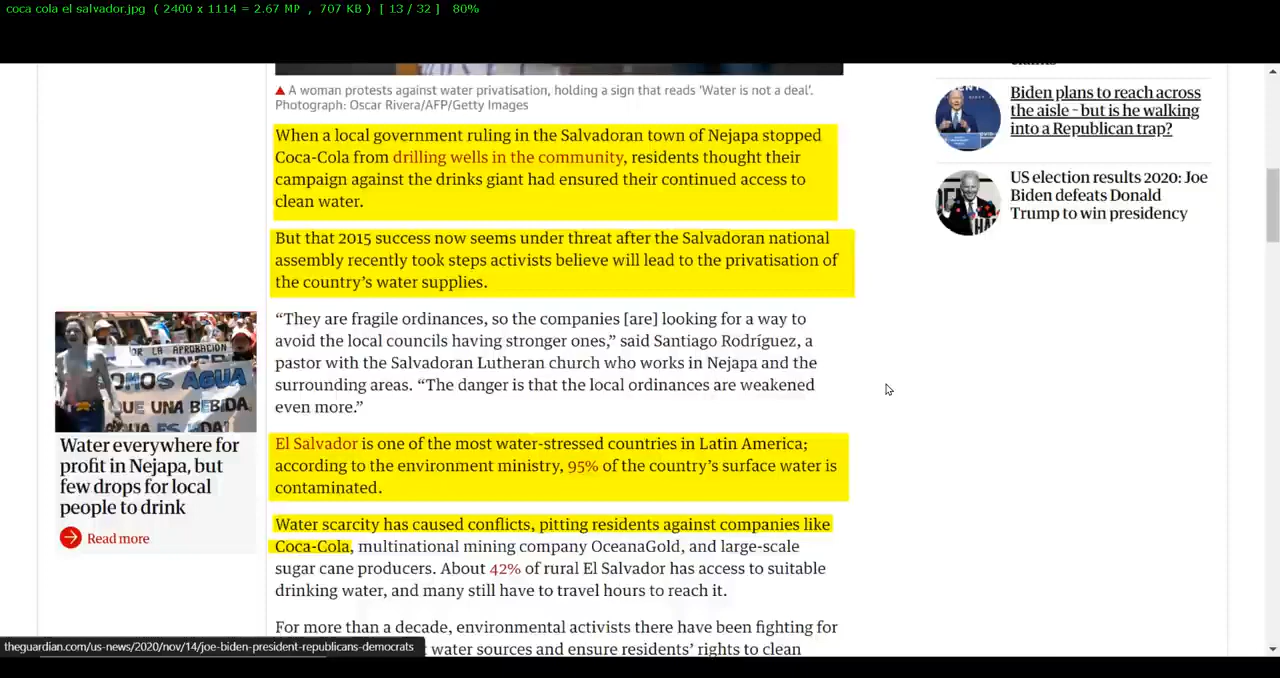 coca cola el salvador.jpg ( 2400 x 1114 = 2.67 MP , 707 KB ) [ 13 / 32 ] 80%
▲ A woman protests against water privatisation, holding a sign that reads 'Water is not a deal'.
Photograph: Oscar Rivera/AFP/Getty Images
When a local government ruling in the Salvadoran town of Nejapa stopped
Coca-Cola from drilling wells in the community, residents thought their
campaign against the drinks giant had ensured their continued access to
clean water.
But that 2015 success now seems under threat after the Salvadoran national
assembly recently took steps activists believe will lead to the privatisation of
the country's water supplies.
“They are fragile ordinances, so the companies [are] looking for a way to
avoid the local councils having stronger ones,” said Santiago Rodríguez, a
pastor with the Salvadoran Lutheran church who works in Nejapa and the
surrounding areas. “The danger is that the local ordinances are weakened
even more.”
El Salvador is one of the most water-stressed countries in Latin America;
according to the environment ministry, 95% of the country's surface water is
contaminated.
Water scarcity has caused conflicts, pitting residents against companies like
Coca-Cola, multinational mining company OceanaGold, and large-scale
sugar cane producers. About 42% of rural El Salvador has access to suitable
drinking water, and many still have to travel hours to reach it.
For more than a decade, environmental activists there have been fighting for
water sources and ensure residents' rights to clean
POR LA APROBACION
OMOS AGUA
QUE UNA BEBIDA
Water everywhere for
profit in Nejapa, but
few drops for local
people to drink
Read more
Biden plans to reach across
the aisle – but is he walking
into a Republican trap?
US election results 2020: Joe
Biden defeats Donald
Trump to win presidency
theguardian.com/us-news/2020/nov/14/joe-biden-president-republicans-democrats